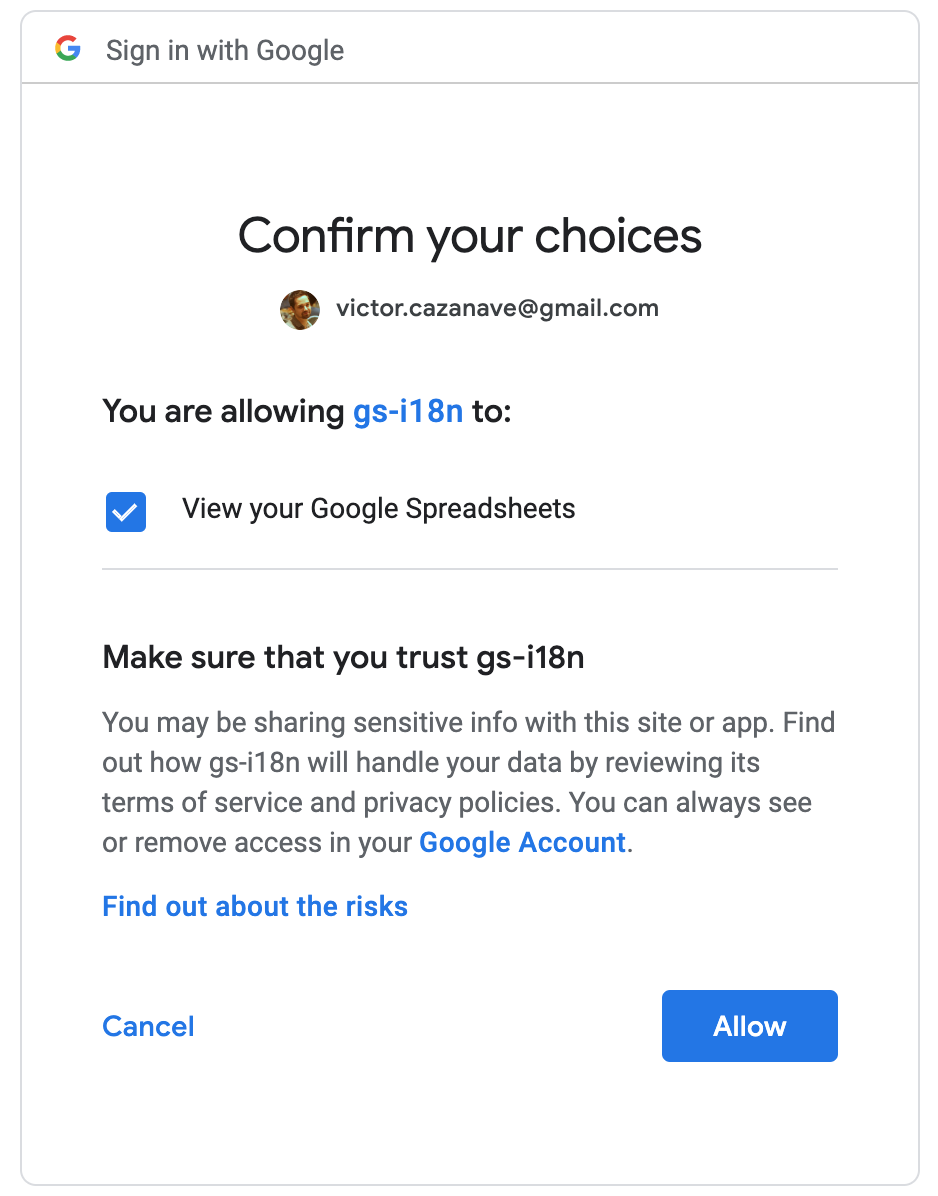 Sign in with Google
Confirm your choices
victor.cazanave@gmail.com
You are allowing gs-i18n to:
View your Google Spreadsheets
Make sure that you trust gs-i18n
You may be sharing sensitive info with this site or app. Find
out how gs-i18n will handle your data by reviewing its
terms of service and privacy policies. You can always see
or remove access in your Google Account.
Find out about the risks
Cancel
Allow